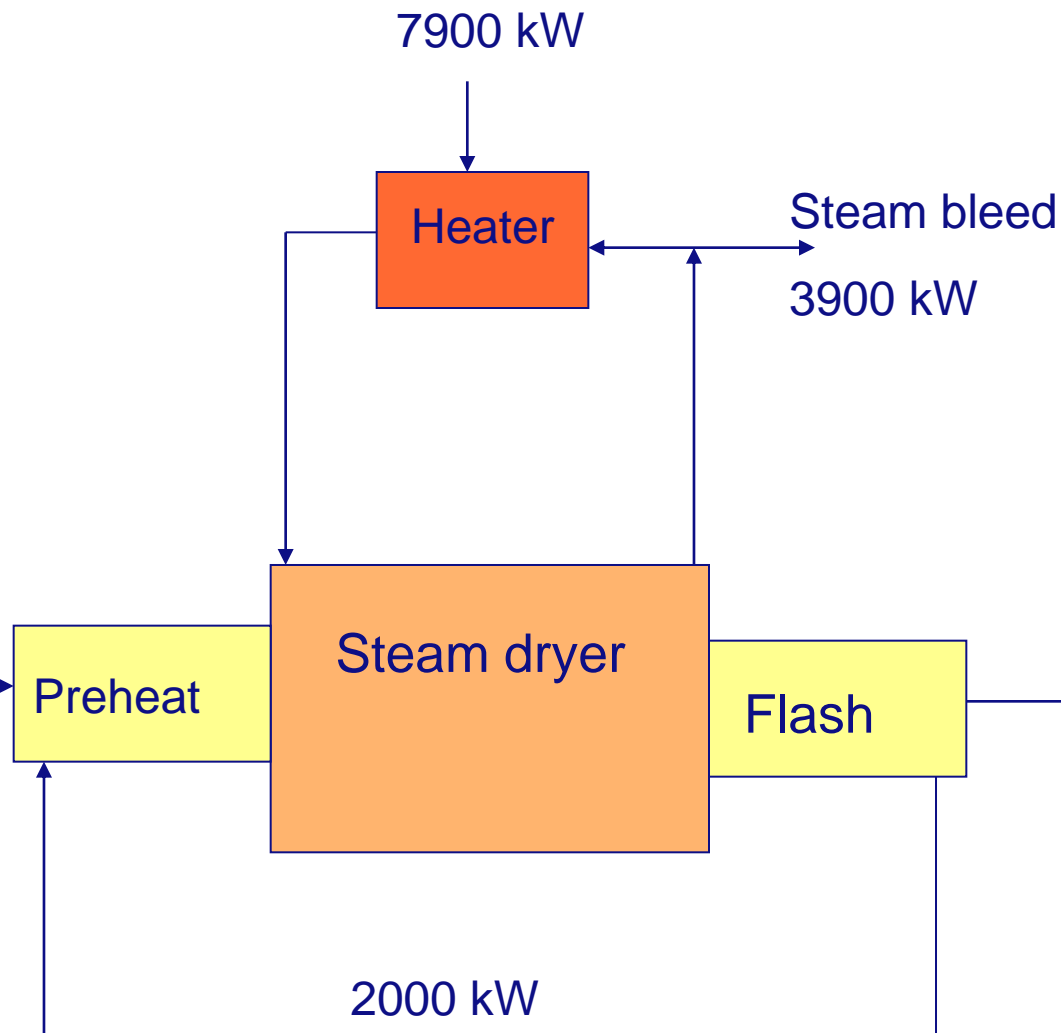 7900 kW
Heater
Steam bleed
3900 kW
Steam dryer
Preheat
Flash
2000 kW